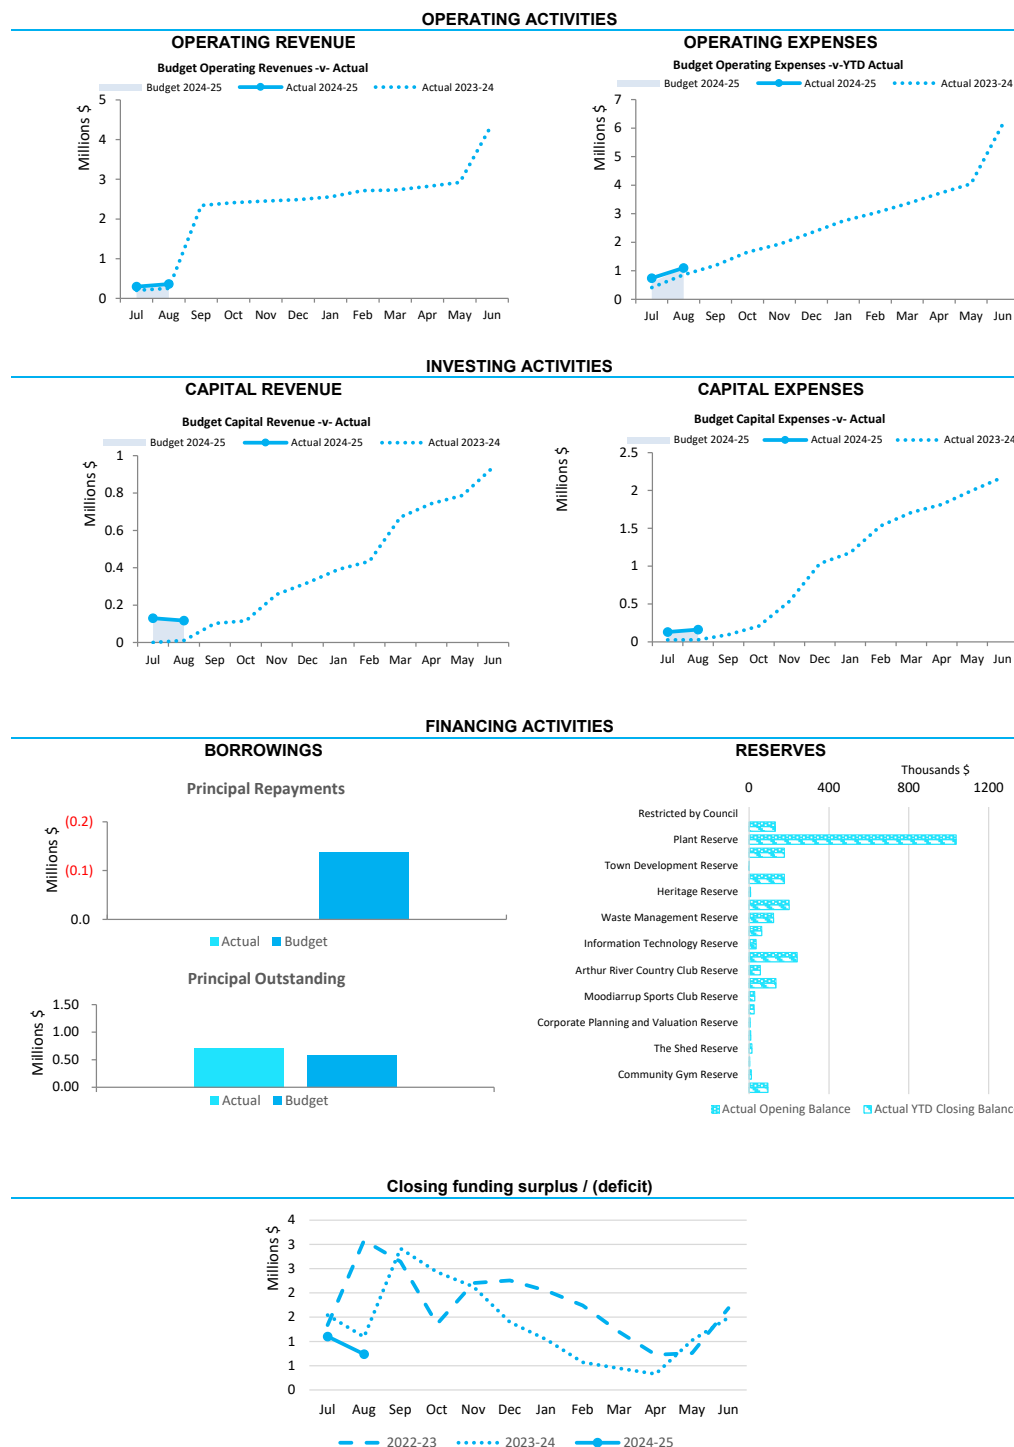 OPERATING ACTIVITIES
OPERATING REVENUE
Budget Operating Revenues -v- Actual
Budget 2024-25 Actual 2024-25 Actual 2023-24
Millions $
5
4
3
2
1
0
Jul Aug Sep Oct Nov Dec Jan Feb Mar Apr May Jun
OPERATING EXPENSES
Budget Operating Expenses -v-YTD Actual
Budget 2024-25 Actual 2024-25 Actual 2023-24
Millions $
7
6
5
4
3
2
1
0
Jul Aug Sep Oct Nov Dec Jan Feb Mar Apr May Jun
INVESTING ACTIVITIES
CAPITAL REVENUE
Budget Capital Revenue -v- Actual
Budget 2024-25 Actual 2024-25 Actual 2023-24
Millions $
1
0.8
0.6
0.4
0.2
0
Jul Aug Sep Oct Nov Dec Jan Feb Mar Apr May Jun
CAPITAL EXPENSES
Budget Capital Expenses -v- Actual
Budget 2024-25 Actual 2024-25 Actual 2023-24
Millions $
2.5
2
1.5
1
0.5
0
Jul Aug Sep Oct Nov Dec Jan Feb Mar Apr May Jun
FINANCING ACTIVITIES
BORROWINGS
Principal Repayments
Millions $
(0.2)
(0.1)
0.0
Actual Budget
Principal Outstanding
Millions $
1.50
1.00
0.50
0.00
Actual Budget
RESERVES
Thousands $
0 400 800 1200
Restricted by Council
Plant Reserve
Town Development Reserve
Heritage Reserve
Waste Management Reserve
Information Technology Reserve
Arthur River Country Club Reserve
Moodiarrup Sports Club Reserve
Corporate Planning and Valuation Reserve
The Shed Reserve
Community Gym Reserve
Actual Opening Balance Actual YTD Closing Balance
Closing funding surplus / (deficit)
Millions $
4
3
3
2
2
1
1
0
Jul Aug Sep Oct Nov Dec Jan Feb Mar Apr May Jun
2022-23 2023-24 2024-25